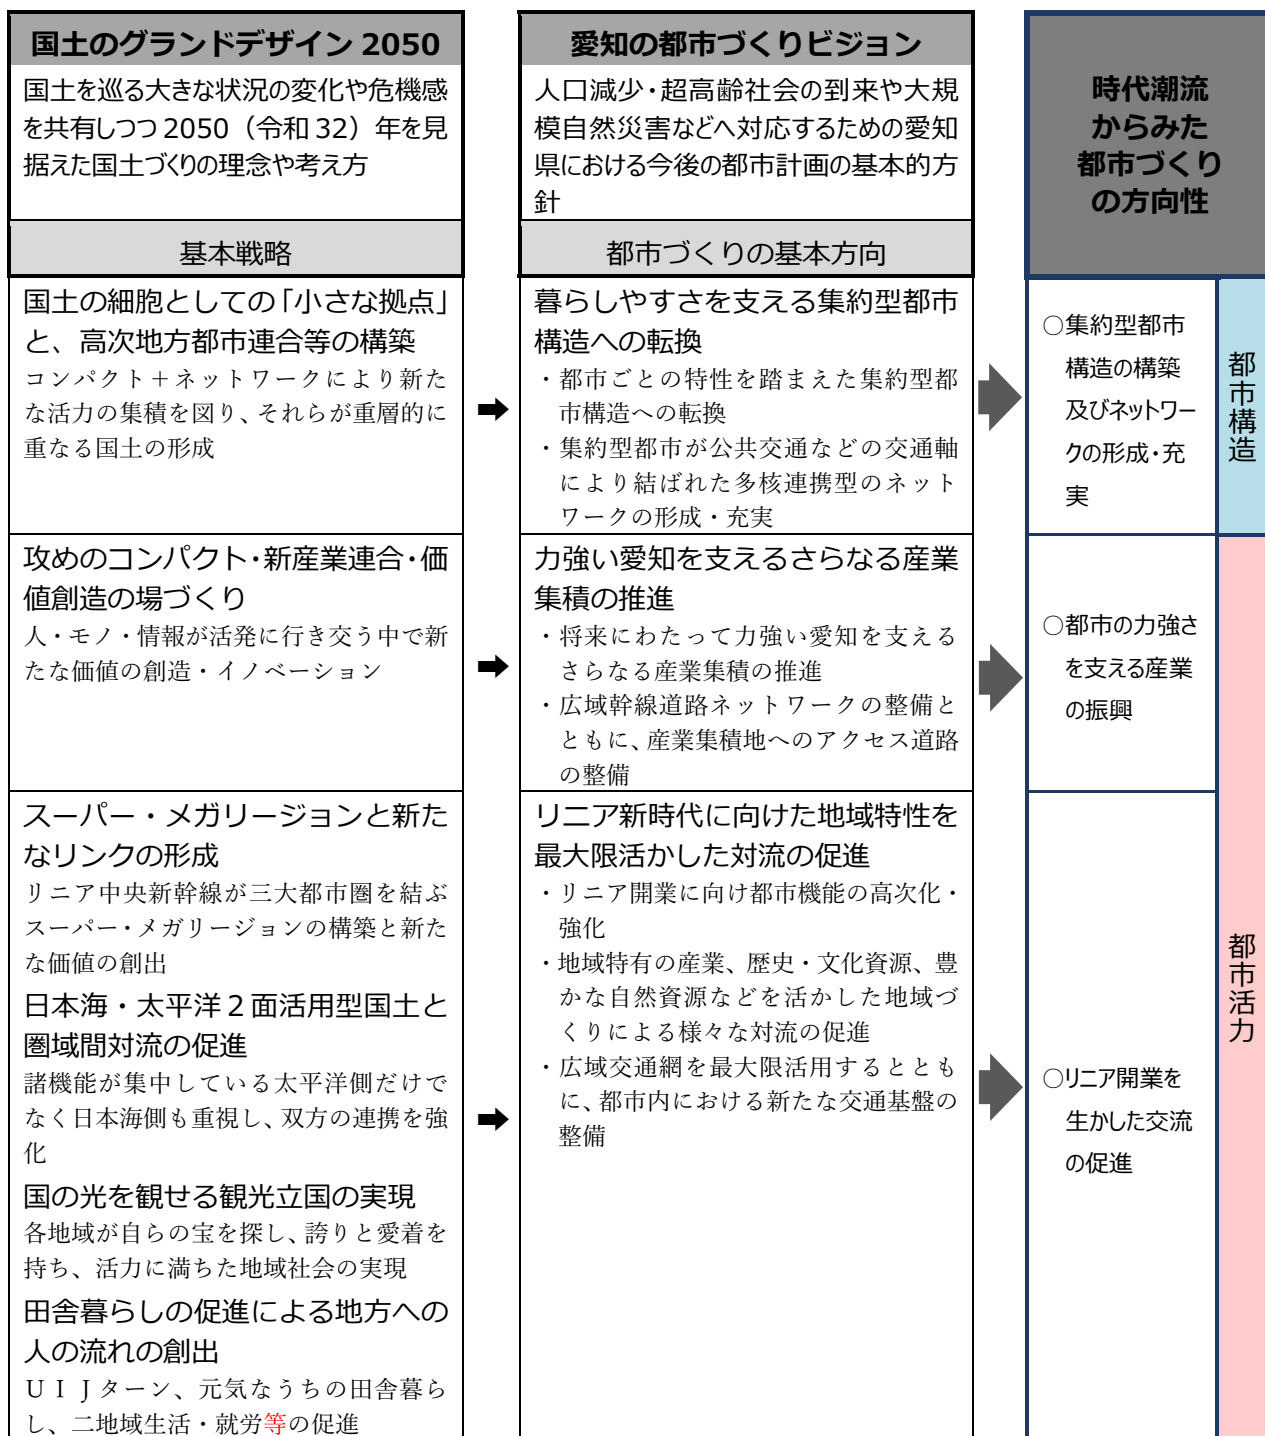 国土のグランドデザイン 2050
国土を巡る大きな状況の変化や危機感
を共有しつつ 2050（令和 32）年を見
据えた国土づくりの理念や考え方
基本戦略
愛知の都市づくりビジョン
人口減少・超高齢社会の到来や大規
模自然災害などへ対応するための愛知
県における今後の都市計画の基本的方
針
都市づくりの基本方向
時代潮流
からみた
都市づくり
の方向性
国土の細胞としての「小さな拠点」
と、高次地方都市連合等の構築
コンパクト＋ネットワークにより新た
な活力の集積を図り、それらが重層的に
重なる国土の形成
暮らしやすさを支える集約型都市
構造への転換
・都市ごとの特性を踏まえた集約型都
市構造への転換
・集約型都市が公共交通などの交通軸
により結ばれた多核連携型のネット
ワークの形成・充実
○集約型都市
構造の構築
及びネットワー
クの形成・充
実
都市構造
攻めのコンパクト・新産業連合・価
値創造の場づくり
人・モノ・情報が活発に行き交う中で新
たな価値の創造・イノベーション
力強い愛知を支えるさらなる産業
集積の推進
・将来にわたって力強い愛知を支える
さらなる産業集積の推進
・広域幹線道路ネットワークの整備と
ともに、産業集積地へのアクセス道路
の整備
○都市の力強さ
を支える産業
の振興
スーパー・メガリージョンと新た
なリンクの形成
リニア中央新幹線が三大都市圏を結ぶ
スーパー・メガリージョンの構築と新た
な価値の創出
日本海・太平洋２面活用型国土と
圏域間対流の促進
諸機能が集中している太平洋側だけで
なく日本海側も重視し、双方の連携を強
化
国の光を観せる観光立国の実現
各地域が自らの宝を探し、誇りと愛着を
持ち、活力に満ちた地域社会の実現
田舎暮らしの促進による地方への
人の流れの創出
ＵＩＪターン、元気なうちの田舎暮ら
し、二地域生活・就労等の促進
リニア新時代に向けた地域特性を
最大限活かした対流の促進
・リニア開業に向け都市機能の高次化・
強化
・地域特有の産業、歴史・文化資源、豊
かな自然資源などを活かした地域づ
くりによる様々な対流の促進
・広域交通網を最大限活用するととも
に、都市内における新たな交通基盤の
整備
○リニア開業を
生かした交流
の促進
都市活力